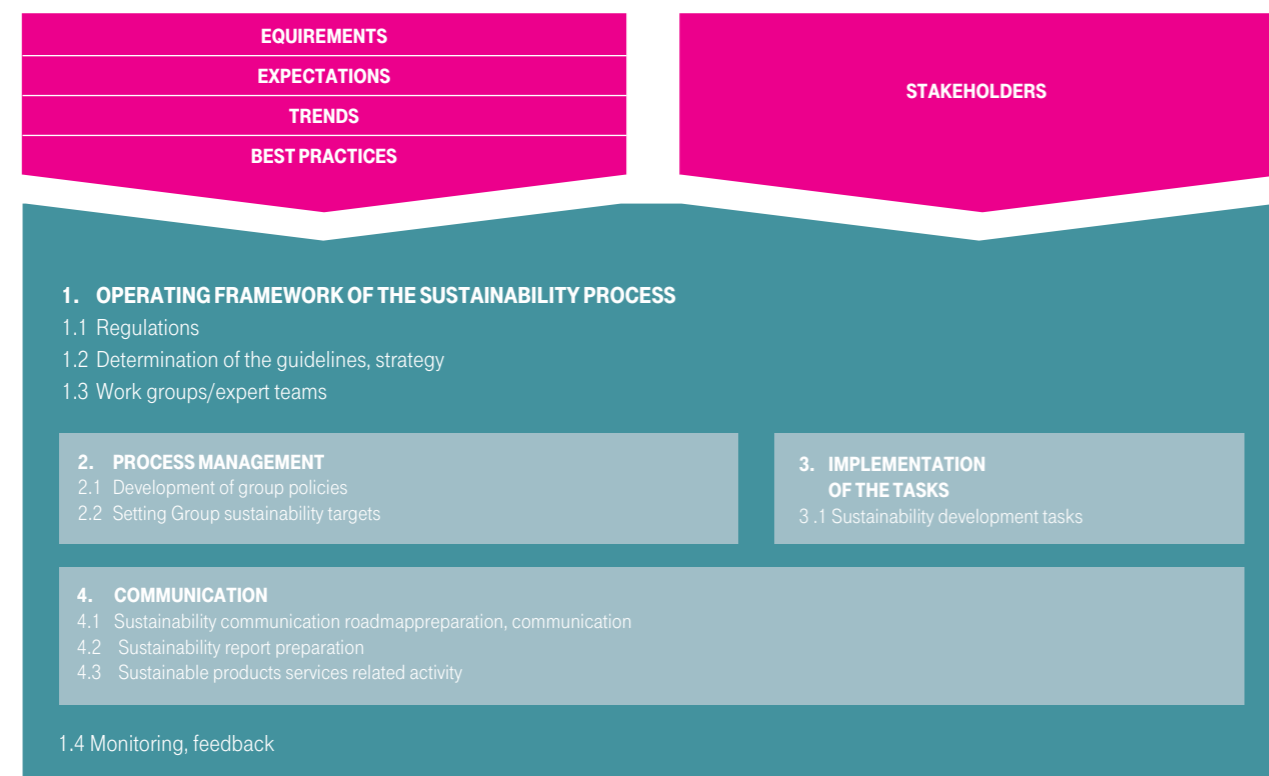 EQUIREMENTS
EXPECTATIONS
TRENDS
BEST PRACTICES
STAKEHOLDERS
1. OPERATING FRAMEWORK OF THE SUSTAINABILITY PROCESS
1.1 Regulations
1.2 Determination of the guidelines, strategy
1.3 Work groups/expert teams
2. PROCESS MANAGEMENT
2.1 Development of group policies
2.2 Setting Group sustainability targets
3. IMPLEMENTATION
OF THE TASKS
3 .1 Sustainability development tasks
4. COMMUNICATION
4.1 Sustainability communication roadmappreparation, communication
4.2 Sustainability report preparation
4.3 Sustainable products services related activity
1.4 Monitoring, feedback